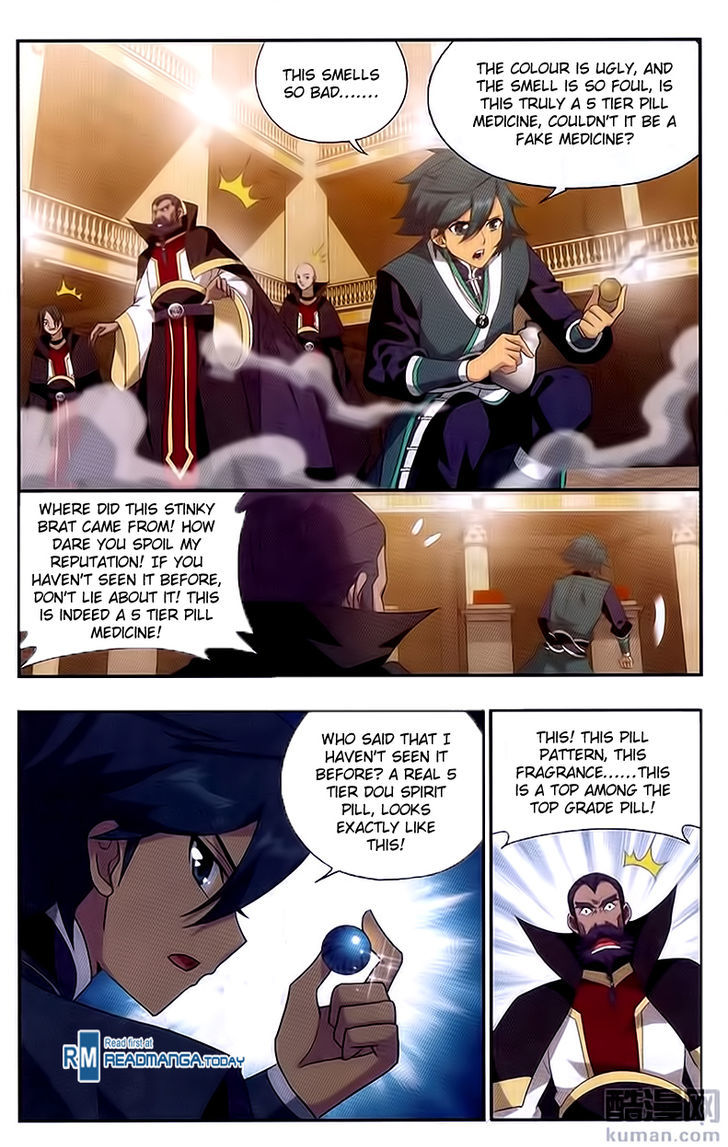 THIS SMELLS
SO BAD.......
THE COLOUR IS UGLY, AND
THE SMELL IS SO FOUL, IS
THIS TRULY A 5 TIER PILL
MEDICINE, COULDN'T IT BE A
FAKE MEDICINE?
WHERE DID THIS STINKY
BRAT CAME FROM! HOW
DARE YOU SPOIL MY
REPUTATION! IF YOU
HAVEN'T SEEN IT BEFORE,
DON'T LIE ABOUT IT! THIS
IS INDEED A 5 TIER PILL
MEDICINE!
WHO SAID THAT I
HAVEN'T SEEN IT
BEFORE? A REAL 5
TIER DOU SPIRIT
PILL, LOOKS
EXACTLY LIKE
THIS!
THIS! THIS PILL
PATTERN, THIS
FRAGRANCE......THIS
IS A TOP AMONG THE
TOP GRADE PILL!
RM
Read first at
READMANGA.TODAY
酷漫网
kuman.com